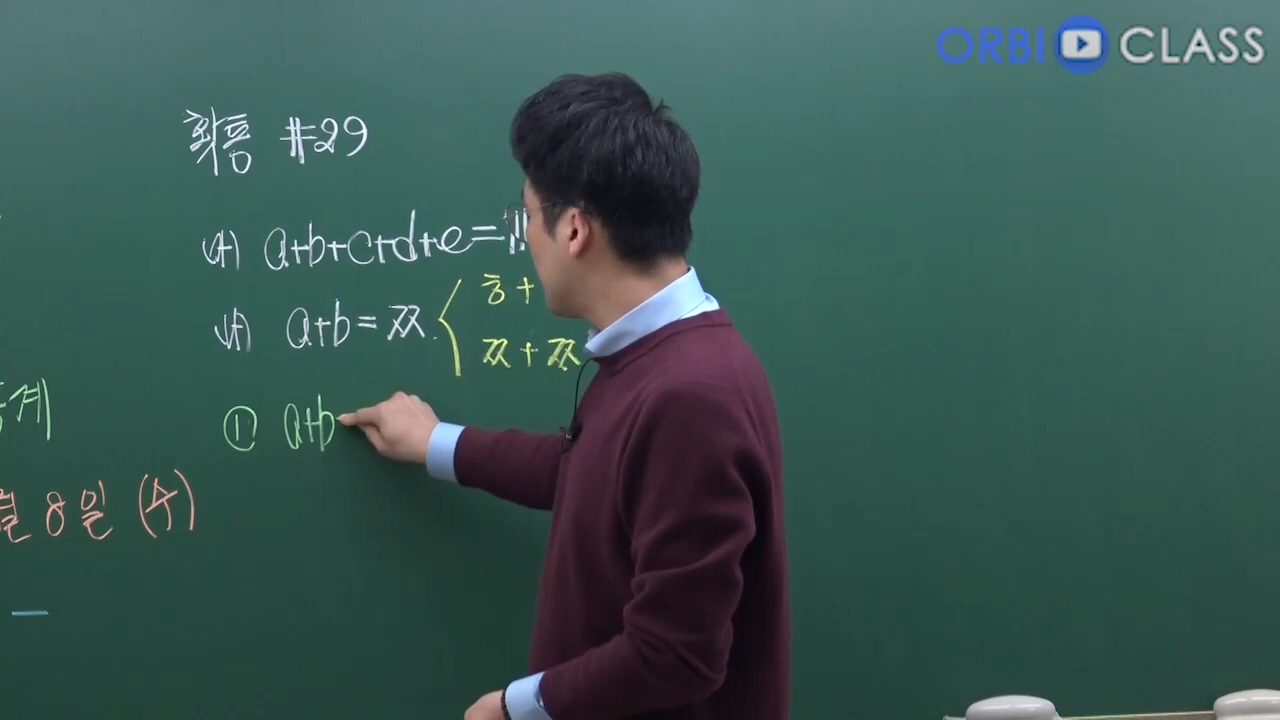 ORBI CLASS
확통 #29
(가) a+b+c+d+e=
(나) a+b=짝
홀+
짝+짝
① a+b
8일 (수)